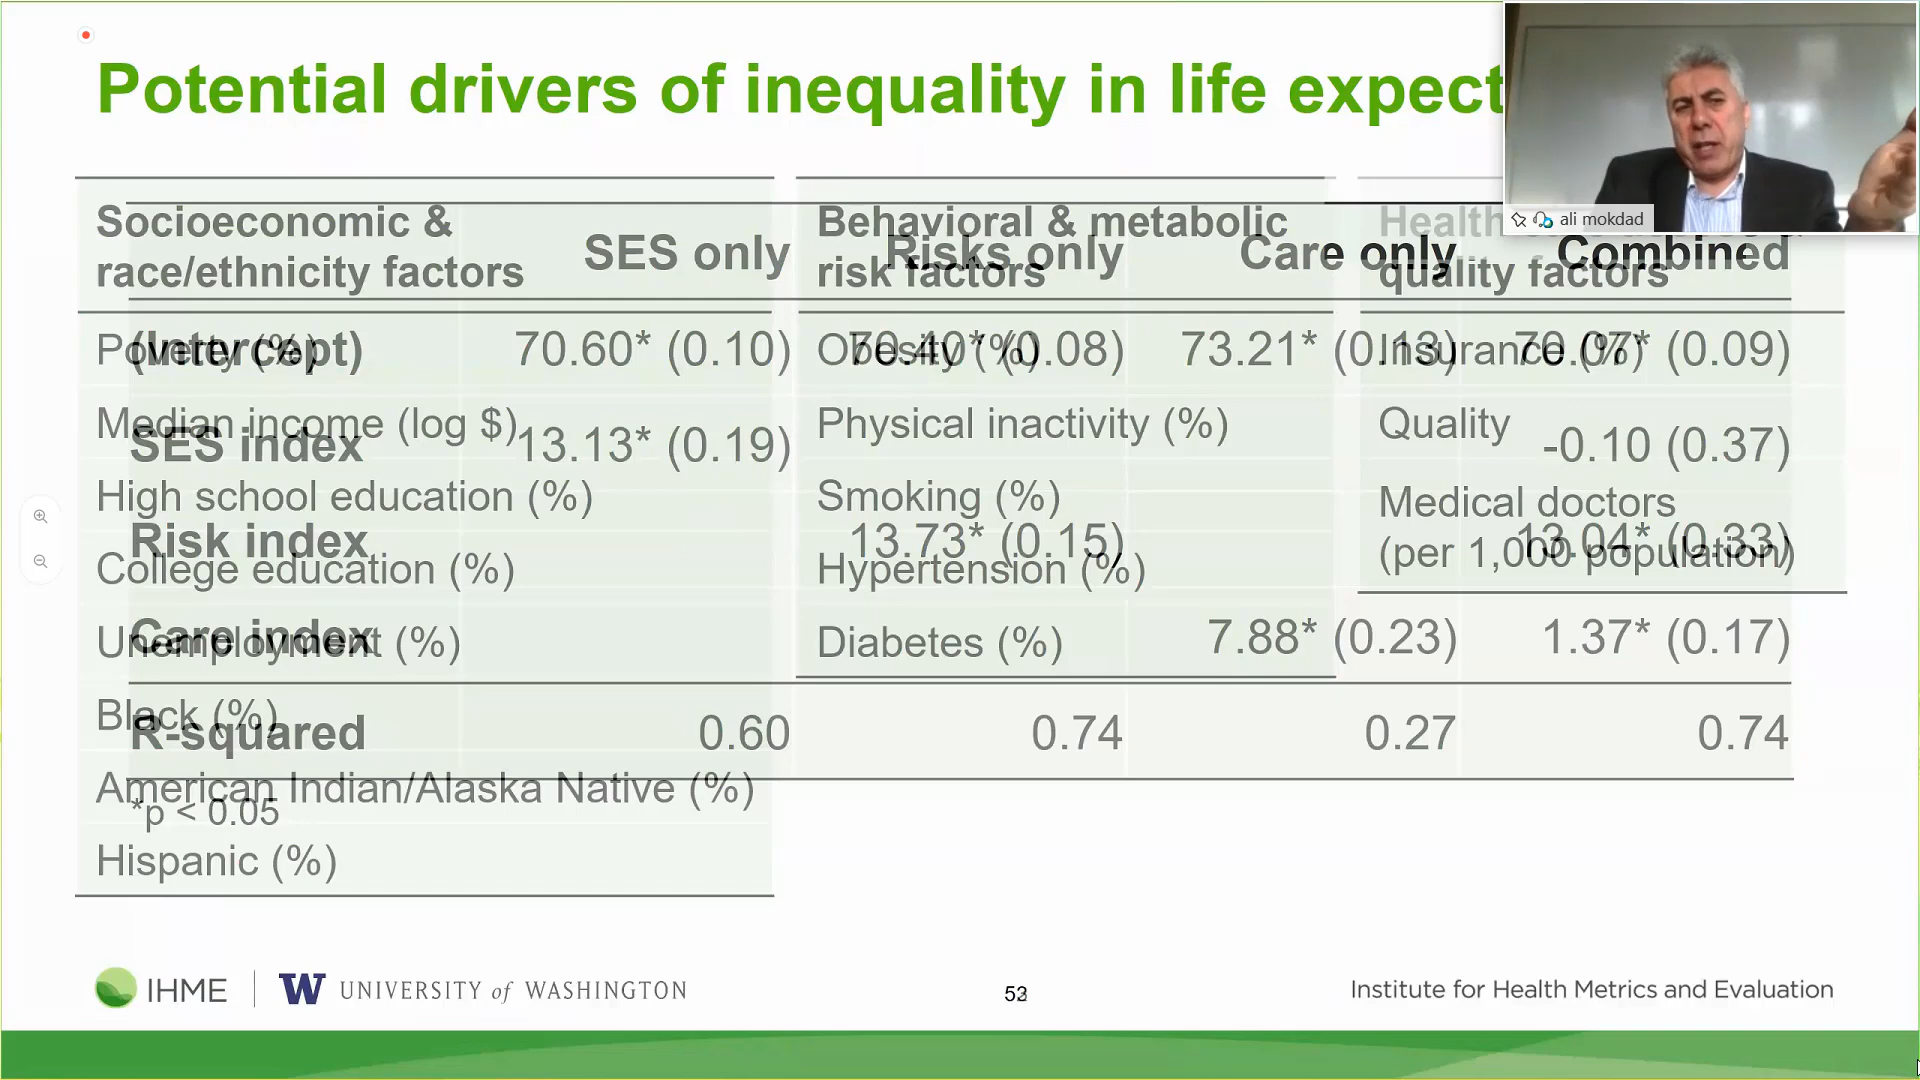 Potential drivers of inequality in life expect
ali mokdad
Socioeconomic &
race/ethnicity factors
Poverty (%)
Median income (log $)
High school education (%)
College education (%)
Unemployment (%)
Black (%)
American Indian/Alaska Native (%)
Hispanic (%)
Behavioral & metabolic
risk factors
Obesity (%)
Physical inactivity (%)
Smoking (%)
Hypertension (%)
Diabetes (%)
Health
quality factors
Insurance (%)
Quality
Medical doctors
(per 1,000 population)
SES only Risks only Care only Combined
(Intercept) 70.60* (0.10) (0.08) 73.21* (0.13) (0.09)
SES index 13.13* (0.19) -0.10 (0.37)
Risk index 13.73* (0.15) 13.04* (0.33)
Care index 7.88* (0.23) 1.37* (0.17)
R-squared 0.60 0.74 0.27 0.74
*p < 0.05
IHME
W UNIVERSITY of WASHINGTON
Institute for Health Metrics and Evaluation